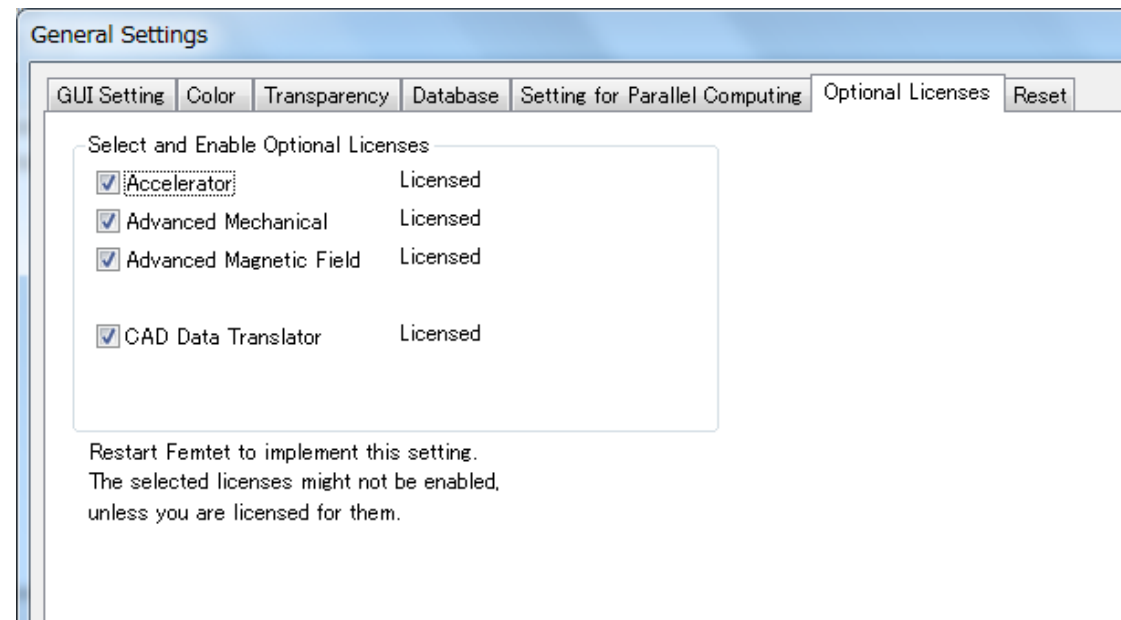 General Settings
GUI Setting Color Transparency Database Setting for Parallel Computing Optional Licenses Reset
Select and Enable Optional Licenses
Accelerator Licensed
Advanced Mechanical Licensed
Advanced Magnetic Field Licensed
CAD Data Translator Licensed
Restart Femtet to implement this setting.
The selected licenses might not be enabled,
unless you are licensed for them.